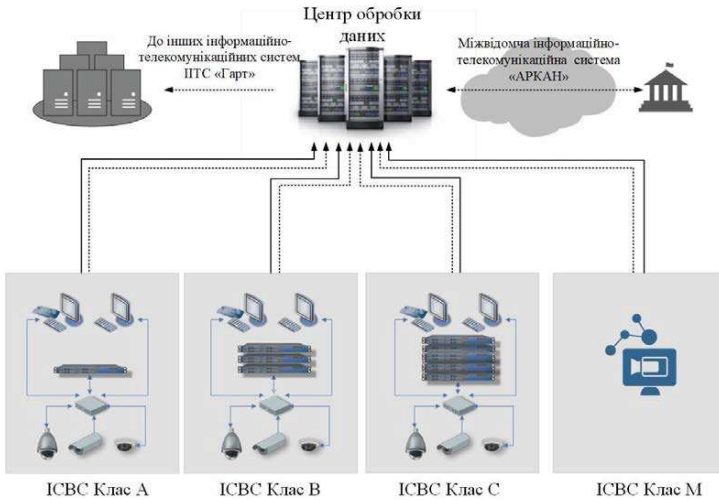 Центр обробки
даних
До інших інформаційно-
телекомунікаційних систем
ІІТС «Гарт»
Міжвідомча інформаційно-
телекомунікаційна система
«АРКАН»
ІСВС Клас А
ІСВС Клас В
ІСВС Клас С
ІСВС Клас М